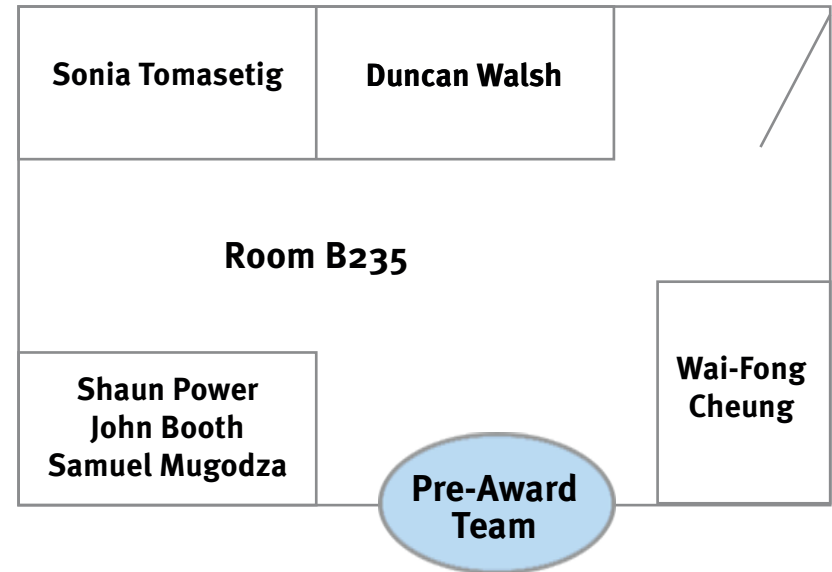 Sonia Tomasetig
Duncan Walsh
Room B235
Shaun Power
John Booth
Samuel Mugodza
Wai-Fong
Cheung
Pre-Award
Team